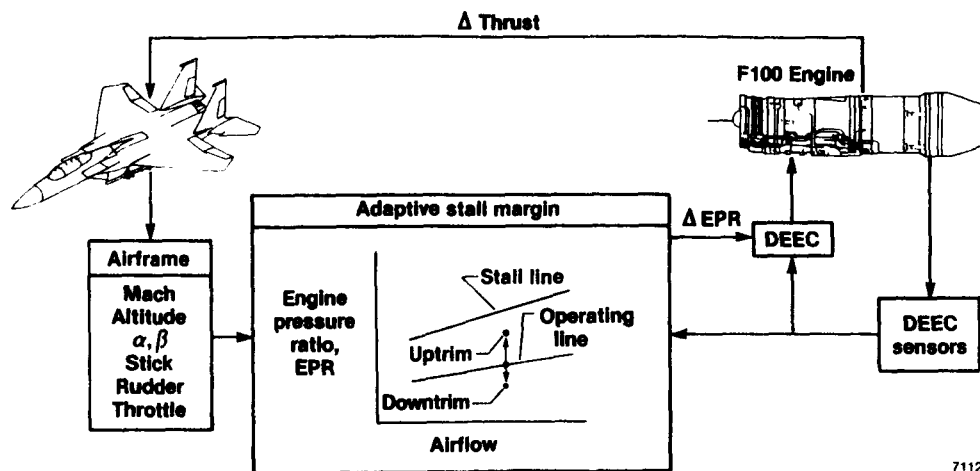 Δ Thrust
F100 Engine
Adaptive stall margin
Δ EPR
DEEC
Airframe
Mach
Altitude
α, β
Stick
Rudder
Throttle
Engine
pressure
ratio,
EPR
Stall line
Operating
line
Uptrim
Downtrim
Airflow
DEEC
sensors
7112